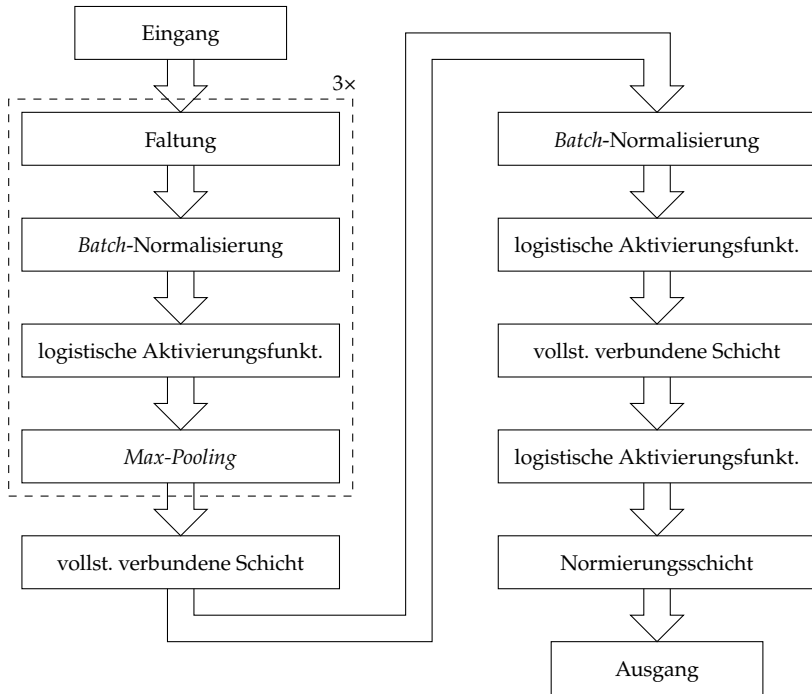 Eingang
3×
Faltung
Batch-Normalisierung
logistische Aktivierungsfunkt.
Max-Pooling
vollst. verbundene Schicht
Batch-Normalisierung
logistische Aktivierungsfunkt.
vollst. verbundene Schicht
logistische Aktivierungsfunkt.
Normierungsschicht
Ausgang